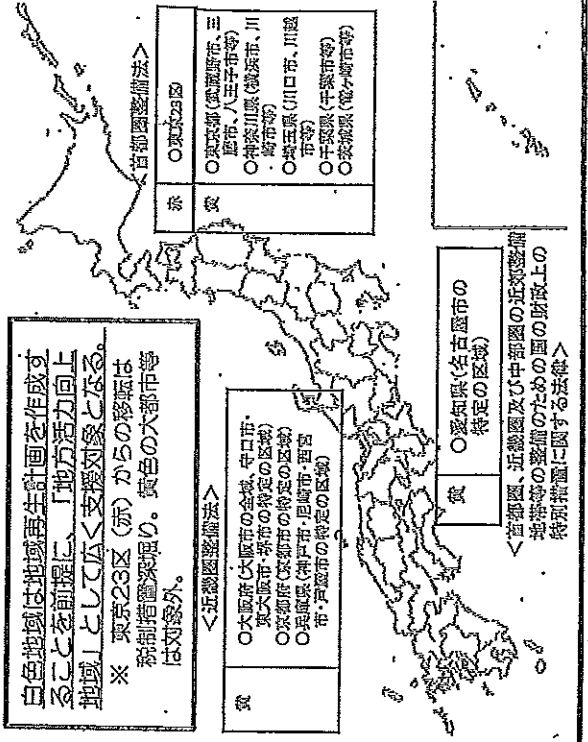 白色地域は地域再生計画を作成す
ることを前提に、「地方活力向上
地域」として広く支援対象となる。
※ 東京23区（赤）からの移転は
税制措置深掘り。黄色の大都市等
は対象外。
<首都圏整備法>
赤
○東京23区
黄
○東京都(武蔵野市、三
鷹市、八王子市等)
○神奈川県(横浜市、川
崎市等)
○埼玉県(川口市、川越
市等)
○千葉県(千葉市等)
○茨城県(龍ヶ崎市等)
<近畿圏整備法>
黄
○大阪府(大阪市の全域、守口市・
東大阪市・堺市の特定の区域)
○京都府(京都市の特定の区域)
○兵庫県(神戸市・尼崎市・西宮
市・芦屋市の特定の区域)
黄
○愛知県(名古屋市の
特定の区域)
<首都圏、近畿圏及び中部圏の近郊整備
地帯等の整備のための国の財政上の
特別措置に関する法律>